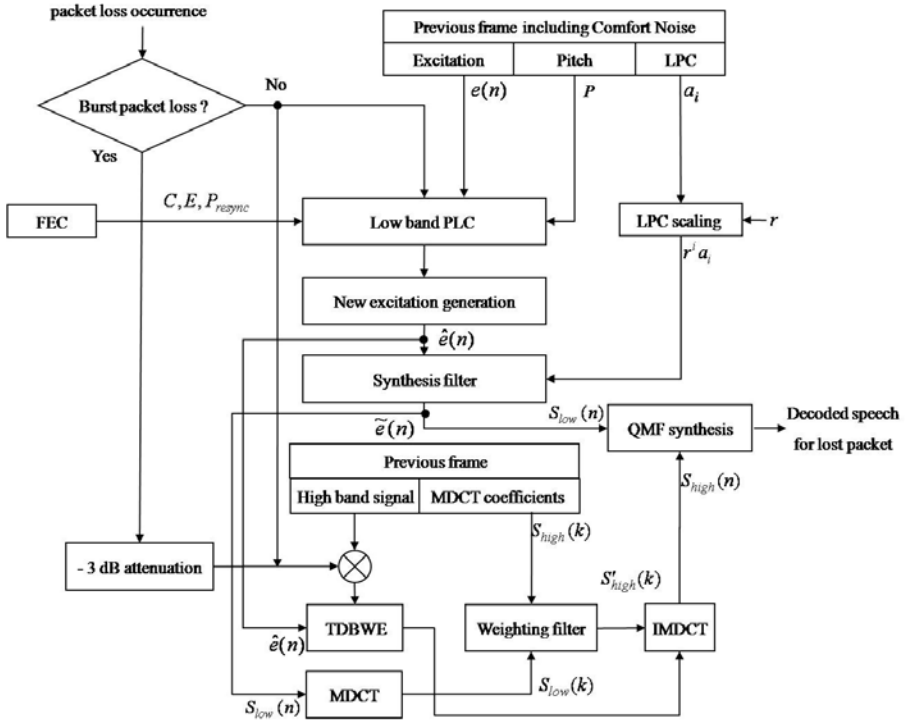 packet loss occurrence
Previous frame including Comfort Noise
Excitation Pitch LPC
Burst packet loss ?
No
e(n) P a_i
Yes
C, E, P_resync
FEC
Low band PLC
LPC scaling
r
r^i a_i
New excitation generation
ê(n)
Synthesis filter
ẽ(n)
S_low(n)
QMF synthesis
Decoded speech
for lost packet
Previous frame
High band signal MDCT coefficients
S_high(n)
S_high(k)
- 3 dB attenuation
S'_high(k)
TDBWE
Weighting filter
IMDCT
ê(n)
MDCT
S_low(k)
S_low(n)